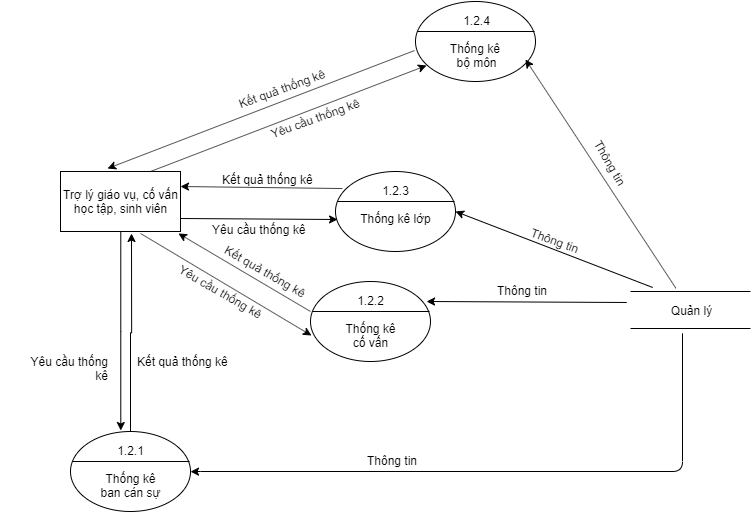 1.2.4
Thống kê
bộ môn
Kết quả thống kê
Yêu cầu thống kê
Thông tin
Trợ lý giáo vụ, cố vấn
học tập, sinh viên
Kết quả thống kê
1.2.3
Thống kê lớp
Yêu cầu thống kê
Thông tin
Kết quả thống kê
Yêu cầu thống kê
1.2.2
Thống kê
cố vấn
Thông tin
Quản lý
Yêu cầu thống
kê
Kết quả thống kê
1.2.1
Thống kê
ban cán sự
Thông tin